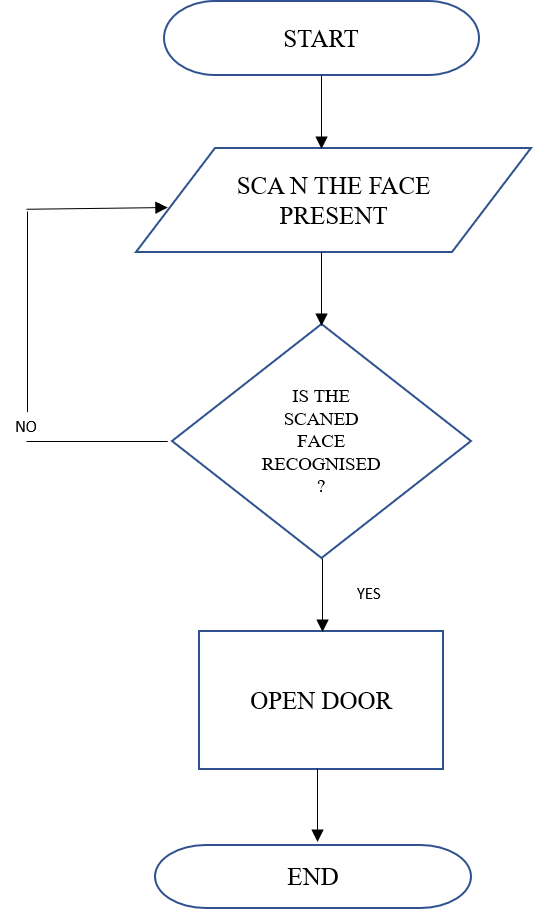 START
SCA N THE FACE
PRESENT
IS THE
SCANED
FACE
RECOGNISED
?
NO
YES
OPEN DOOR
END